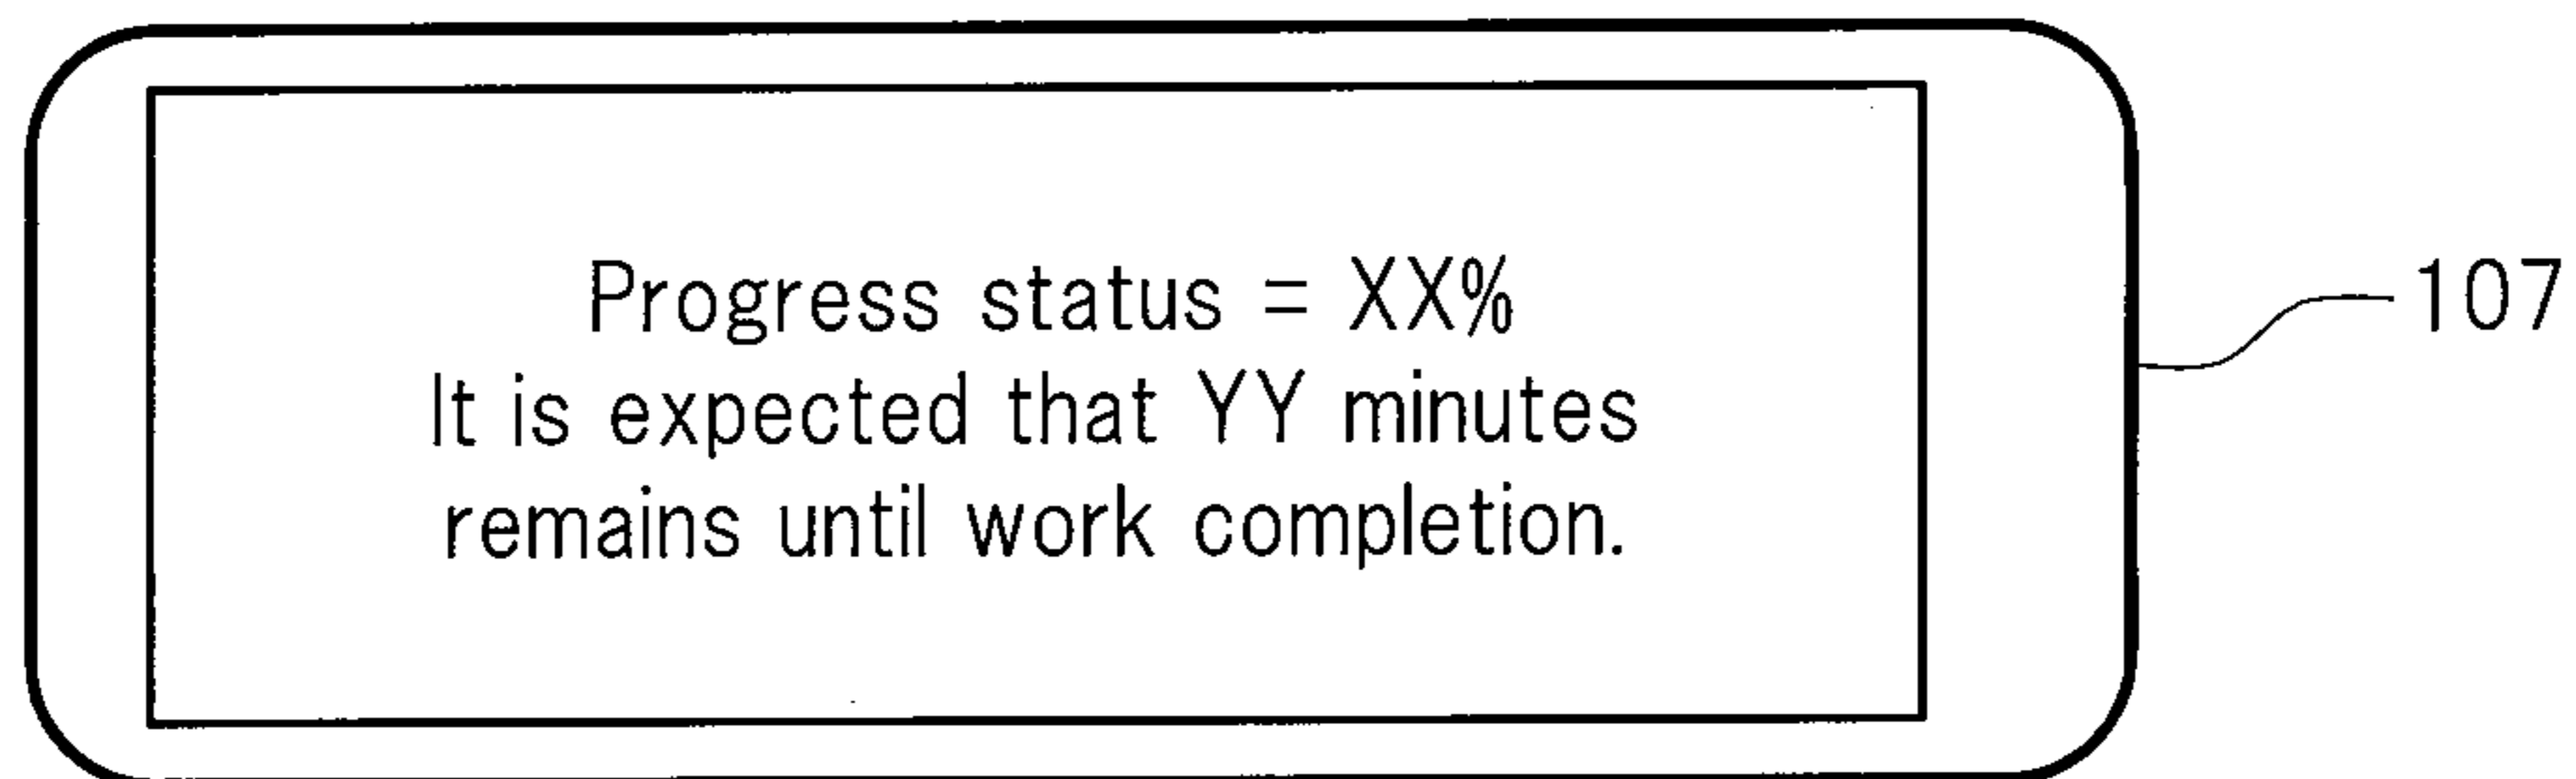 Progress status = XX%
It is expected that YY minutes
remains until work completion.
107